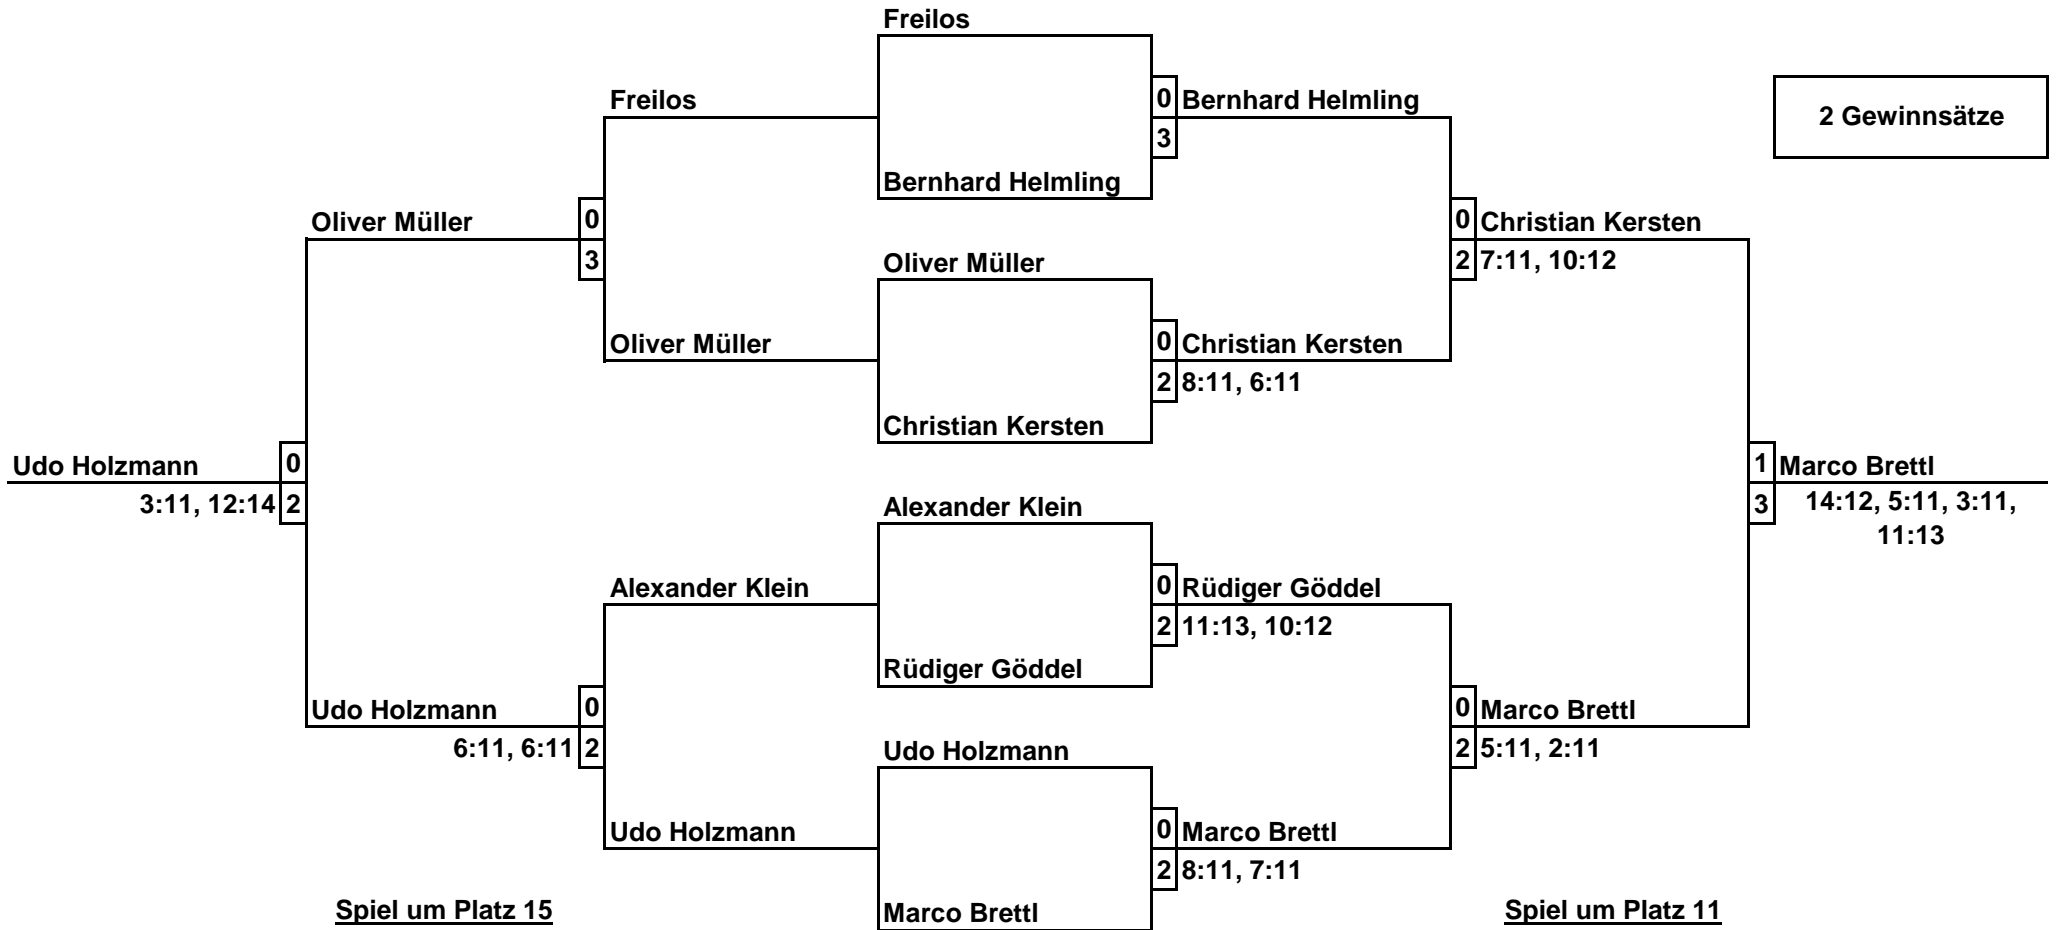 Freilos
Freilos
0 Bernhard Helmling
2 Gewinnsätze
3
Bernhard Helmling
Oliver Müller 0
0 Christian Kersten
3
Oliver Müller
2 7:11, 10:12
Oliver Müller
0 Christian Kersten
2 8:11, 6:11
Christian Kersten
Udo Holzmann 0
1 Marco Brettl
3:11, 12:14 2
Alexander Klein
3 14:12, 5:11, 3:11,
11:13
Alexander Klein
0 Rüdiger Göddel
2 11:13, 10:12
Rüdiger Göddel
Udo Holzmann 0
0 Marco Brettl
6:11, 6:11 2
Udo Holzmann
2 5:11, 2:11
Udo Holzmann
0 Marco Brettl
2 8:11, 7:11
Spiel um Platz 15
Marco Brettl
Spiel um Platz 11